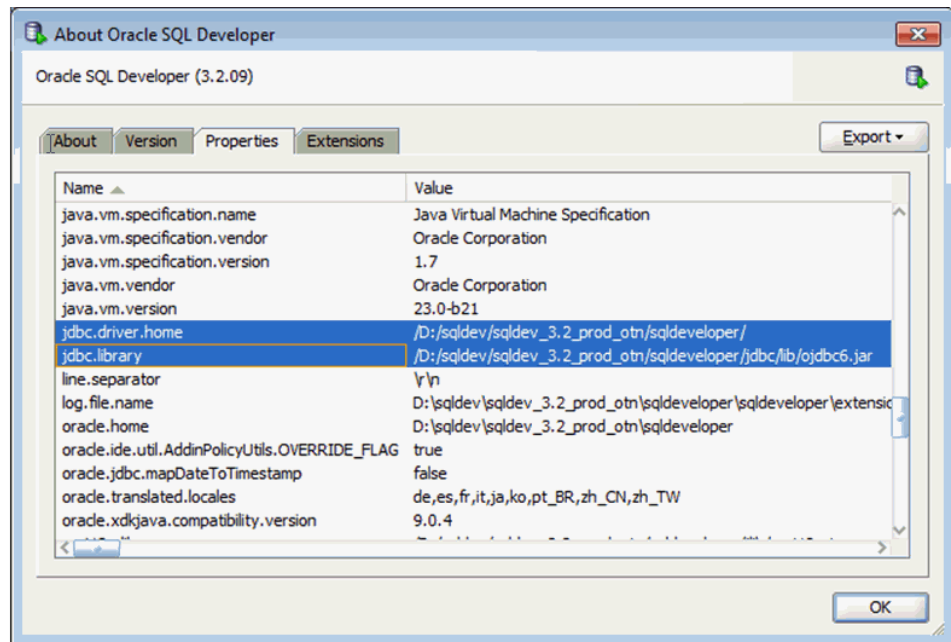 About Oracle SQL Developer
Oracle SQL Developer (3.2.09)
About Version Properties Extensions Export
Name Value
java.vm.specification.name Java Virtual Machine Specification
java.vm.specification.vendor Oracle Corporation
java.vm.specification.version 1.7
java.vm.vendor Oracle Corporation
java.vm.version 23.0-b21
jdbc.driver.home /D:/sqldev/sqldev_3.2_prod_otn/sqldeveloper/
jdbc.library /D:/sqldev/sqldev_3.2_prod_otn/sqldeveloper/jdbc/lib/ojdbc6.jar
line.separator \r\n
log.file.name D:\sqldev\sqldev_3.2_prod_otn\sqldeveloper\sqldeveloper\extensic
oracle.home D:\sqldev\sqldev_3.2_prod_otn\sqldeveloper
oracle.ide.util.AddinPolicyUtils.OVERRIDE_FLAG true
oracle.jdbc.mapDateToTimestamp false
oracle.translated.locales de,es,fr,it,ja,ko,pt_BR,zh_CN,zh_TW
oracle.xdkjava.compatibility.version 9.0.4
OK